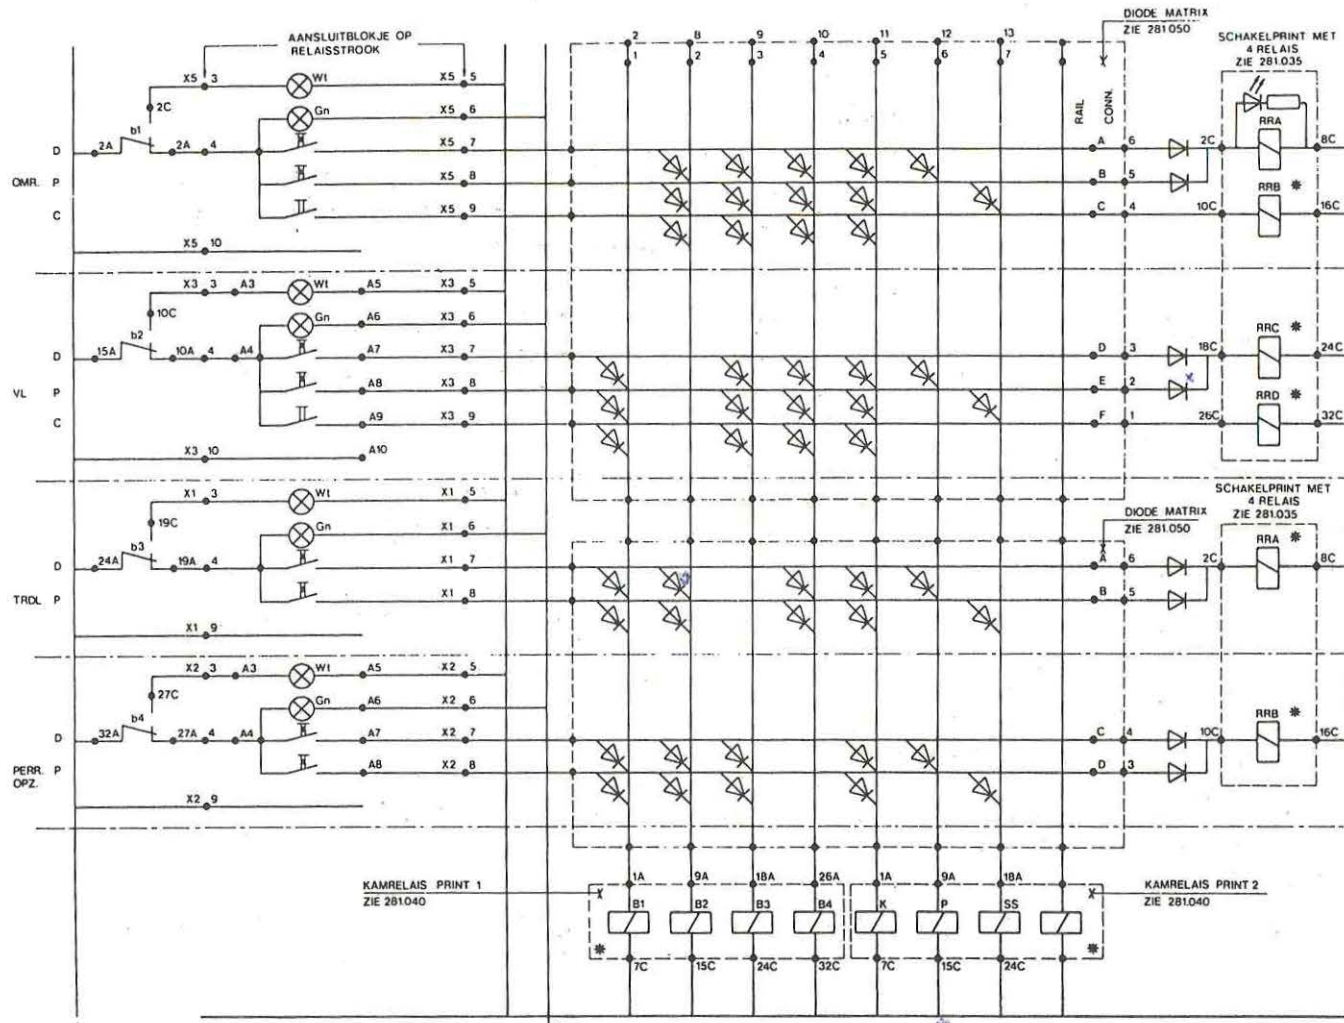 2 8 9 10 11 12 13
1 2 3 4 5 6 7
DIODE MATRIX
ZIE 281050
SCHAKELPRINT MET
4 RELAIS
ZIE 281.035
AANSLUITBLOKJE OP
RELAISSTROOK
X5 3 Wt X5 5
2C
Gn X5 6
RAIL CONN.
b1
D 2A 2A 4 X5 7 A 6 2C RRA 8C
OMR. P X5 8 B 5
C X5 9 C 4 10C RRB * 16C
X5 10
X3 3 A3 Wt A5 X3 5
10C
Gn A6 X3 6
b2
D 15A 10A 4 A4 A7 X3 7 D 3 18C RRC * 24C
VL P A8 X3 8 E 2
C A9 X3 9 F 1 26C RRD * 32C
X3 10 A10
X1 3 Wt X1 5
SCHAKELPRINT MET
4 RELAIS
ZIE 281.035
DIODE MATRIX
ZIE 281.050
19C
Gn X1 6
b3
D 24A 19A 4 X1 7 A 6 2C RRA * 8C
TRDL P X1 8 B 5
X1 9
X2 3 A3 Wt A5 X2 5
27C
Gn A6 X2 6
b4
D 32A 27A 4 A4 A7 X2 7 C 4 10C RRB * 16C
PERR. P A8 X2 8 D 3
OPZ.
X2 9
KAMRELAIS PRINT 1
ZIE 281.040
1A 9A 18A 26A 1A 9A 18A
KAMRELAIS PRINT 2
ZIE 281.040
B1 B2 B3 B4 K P SS
* *
7C 15C 24C 32C 7C 15C 24C